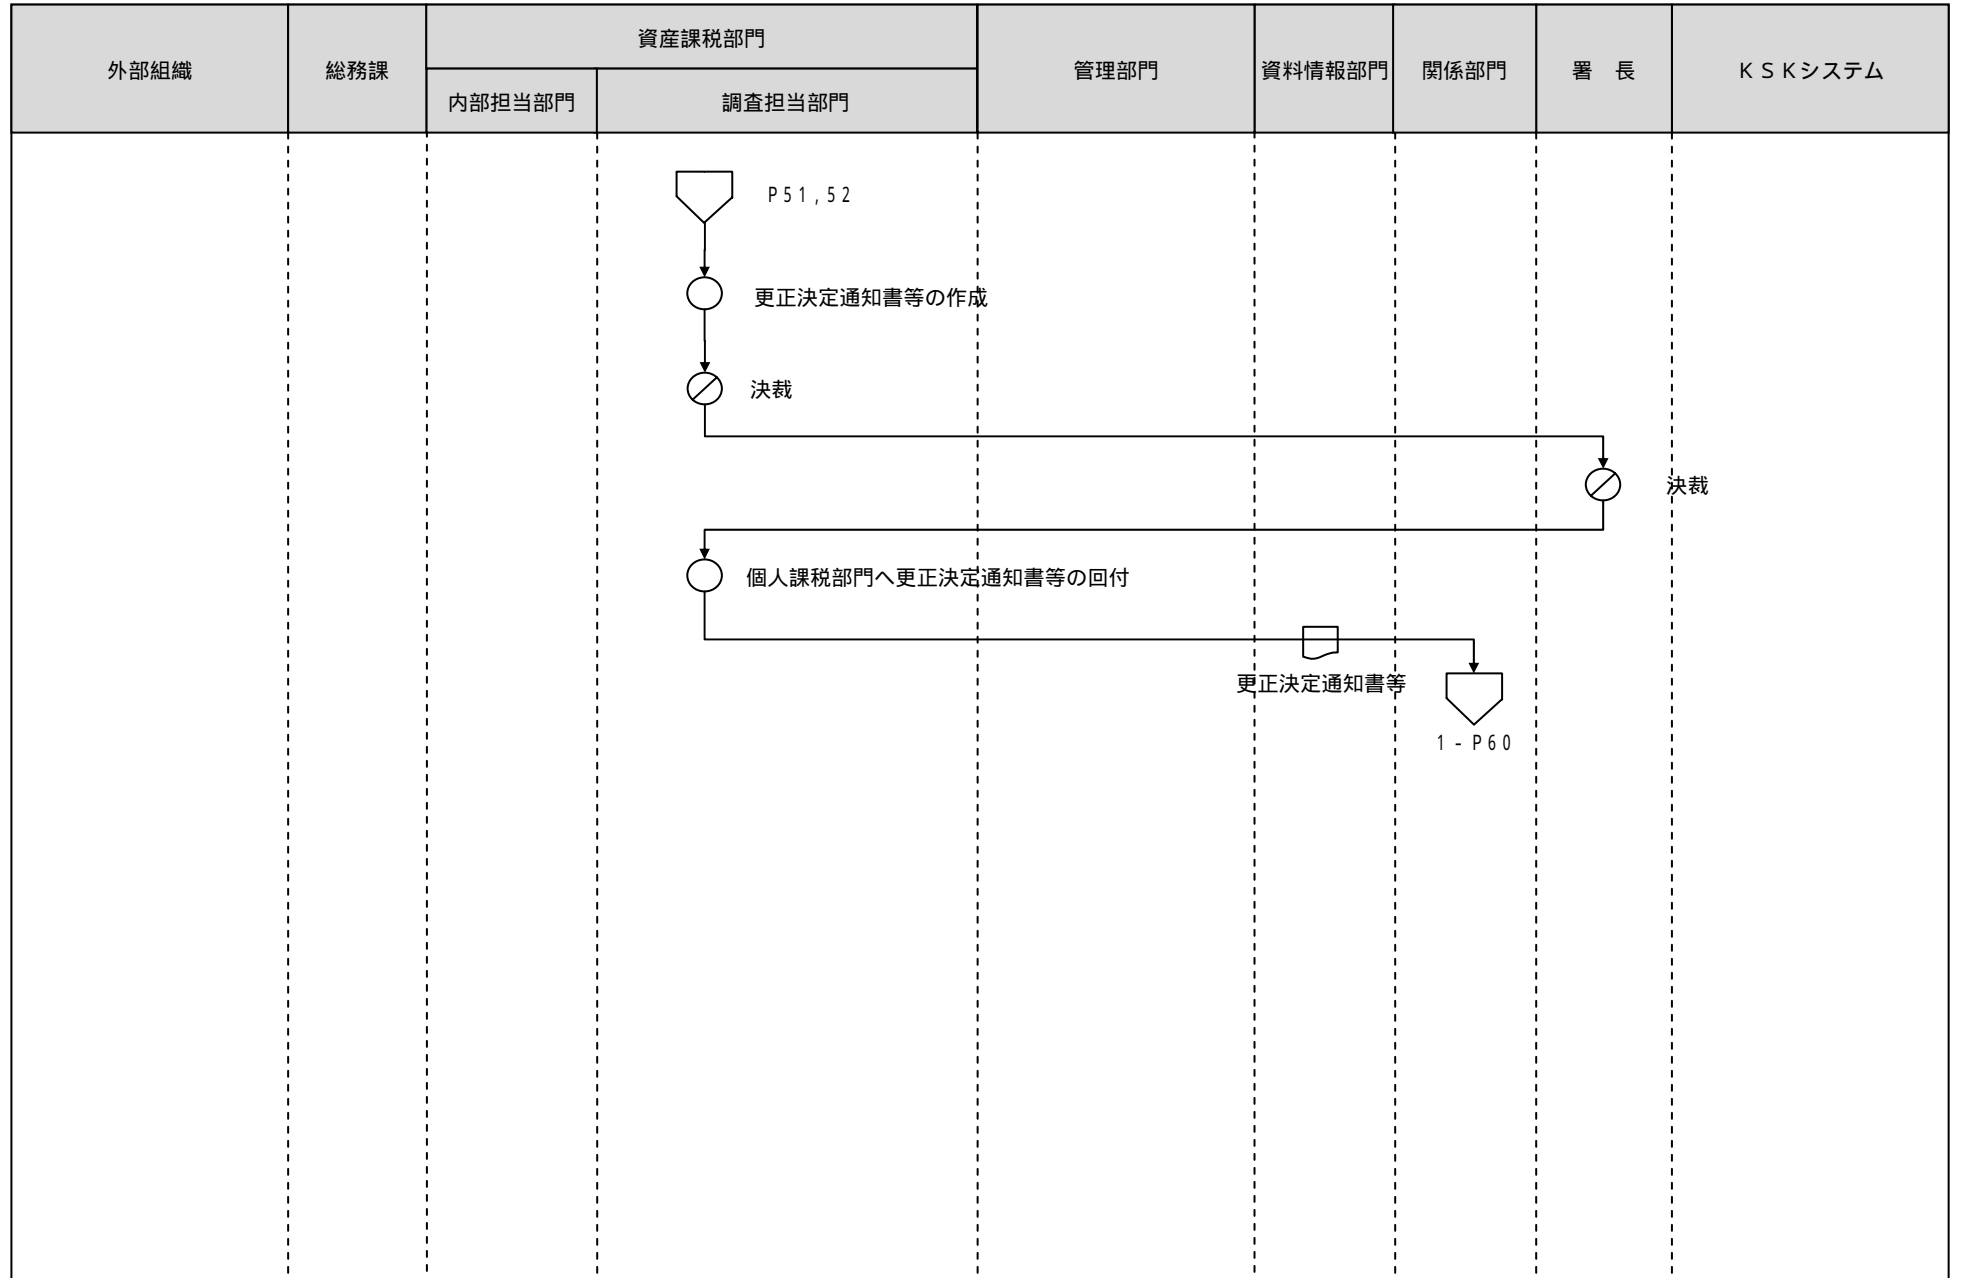 外部組織
総務課
資産課税部門
内部担当部門
調査担当部門
管理部門
資料情報部門
関係部門
署　長
ＫＳＫシステム
Ｐ５１，５２
更正決定通知書等の作成
決裁
決裁
個人課税部門へ更正決定通知書等の回付
更正決定通知書等
１－Ｐ６０